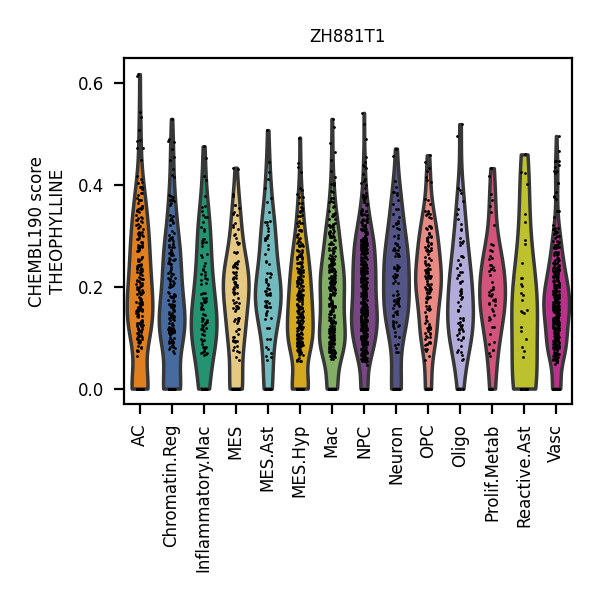 ZH881T1
CHEMBL190 score
THEOPHYLLINE
0.6
0.4
0.2
0.0
AC
Chromatin.Reg
Inflammatory.Mac
MES
MES.Ast
MES.Hyp
Mac
NPC
Neuron
OPC
Oligo
Prolif.Metab
Reactive.Ast
Vasc